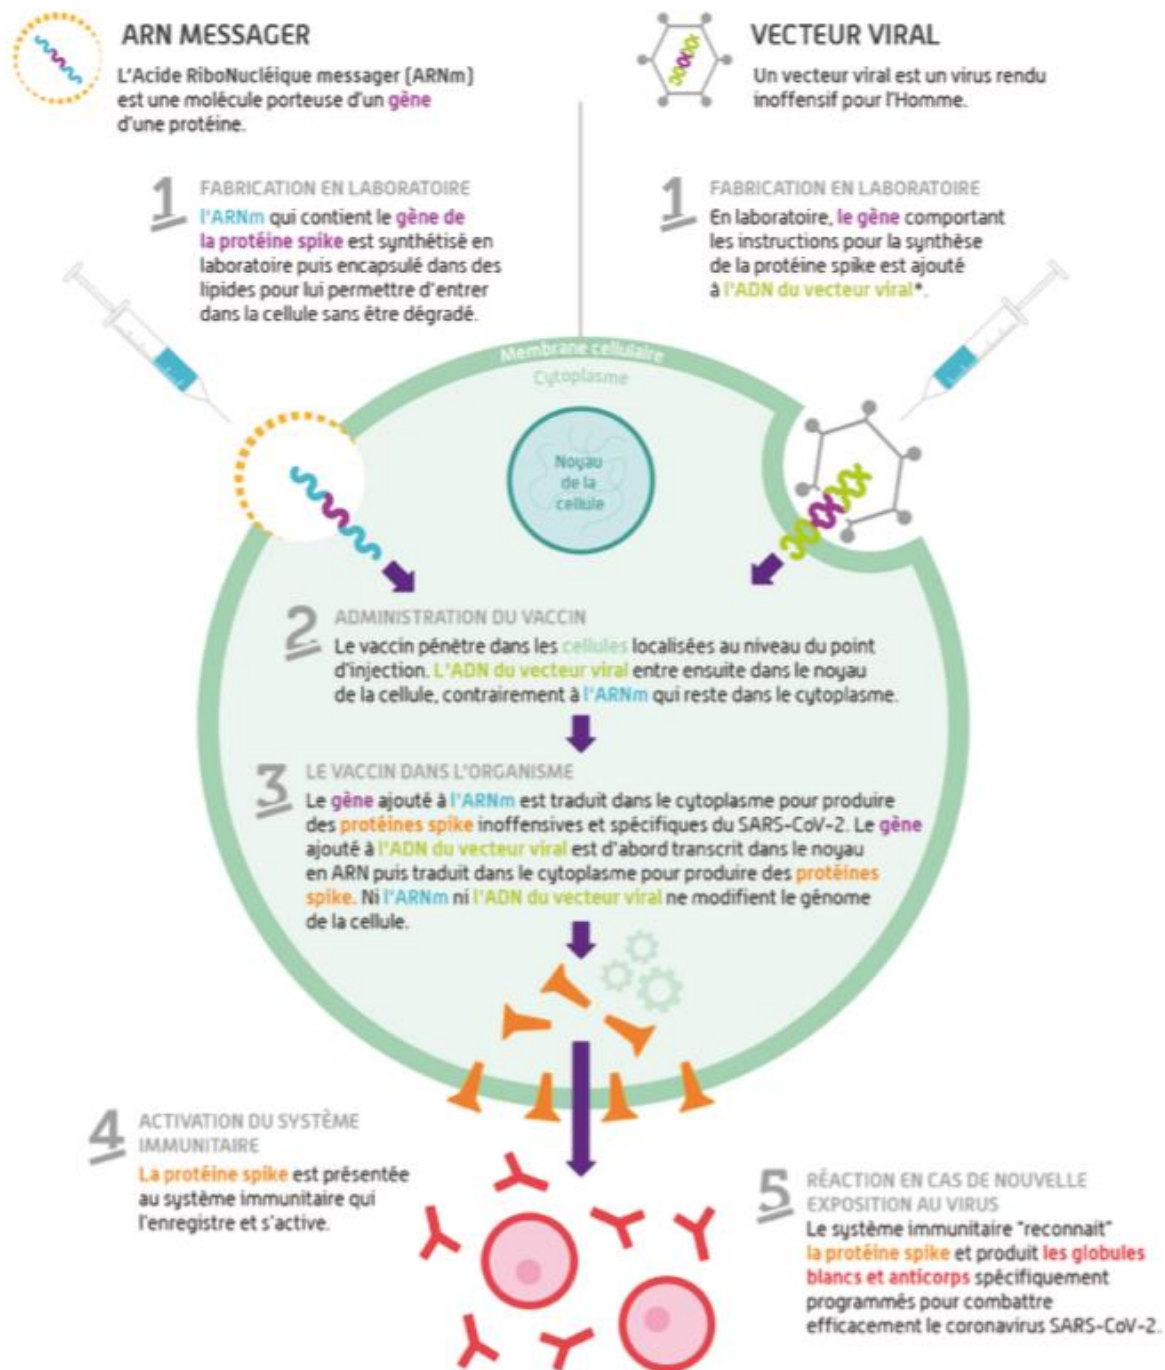 ARN MESSAGER
L'Acide RiboNucléique messager (ARNm)
est une molécule porteuse d'un gène
d'une protéine.
VECTEUR VIRAL
Un vecteur viral est un virus rendu
inoffensif pour l'Homme.
1 FABRICATION EN LABORATOIRE
l'ARNm qui contient le gène de
la protéine spike est synthétisé en
laboratoire puis encapsulé dans des
lipides pour lui permettre d'entrer
dans la cellule sans être dégradé.
1 FABRICATION EN LABORATOIRE
En laboratoire, le gène comportant
les instructions pour la synthèse
de la protéine spike est ajouté
à l'ADN du vecteur viral*.
Membrane cellulaire
Cytoplasme
Noyau
de la
cellule
2 ADMINISTRATION DU VACCIN
Le vaccin pénètre dans les cellules localisées au niveau du point
d'injection. L'ADN du vecteur viral entre ensuite dans le noyau
de la cellule, contrairement à l'ARNm qui reste dans le cytoplasme.
3 LE VACCIN DANS L'ORGANISME
Le gène ajouté à l'ARNm est traduit dans le cytoplasme pour produire
des protéines spike inoffensives et spécifiques du SARS-CoV-2. Le gène
ajouté à l'ADN du vecteur viral est d'abord transcrit dans le noyau
en ARN puis traduit dans le cytoplasme pour produire des protéines
spike. Ni l'ARNm ni l'ADN du vecteur viral ne modifient le génome
de la cellule.
4 ACTIVATION DU SYSTÈME
IMMUNITAIRE
La protéine spike est présentée
au système immunitaire qui
l'enregistre et s'active.
5 RÉACTION EN CAS DE NOUVELLE
EXPOSITION AU VIRUS
Le système immunitaire "reconnait"
la protéine spike et produit les globules
blancs et anticorps spécifiquement
programmés pour combattre
efficacement le coronavirus SARS-CoV-2.